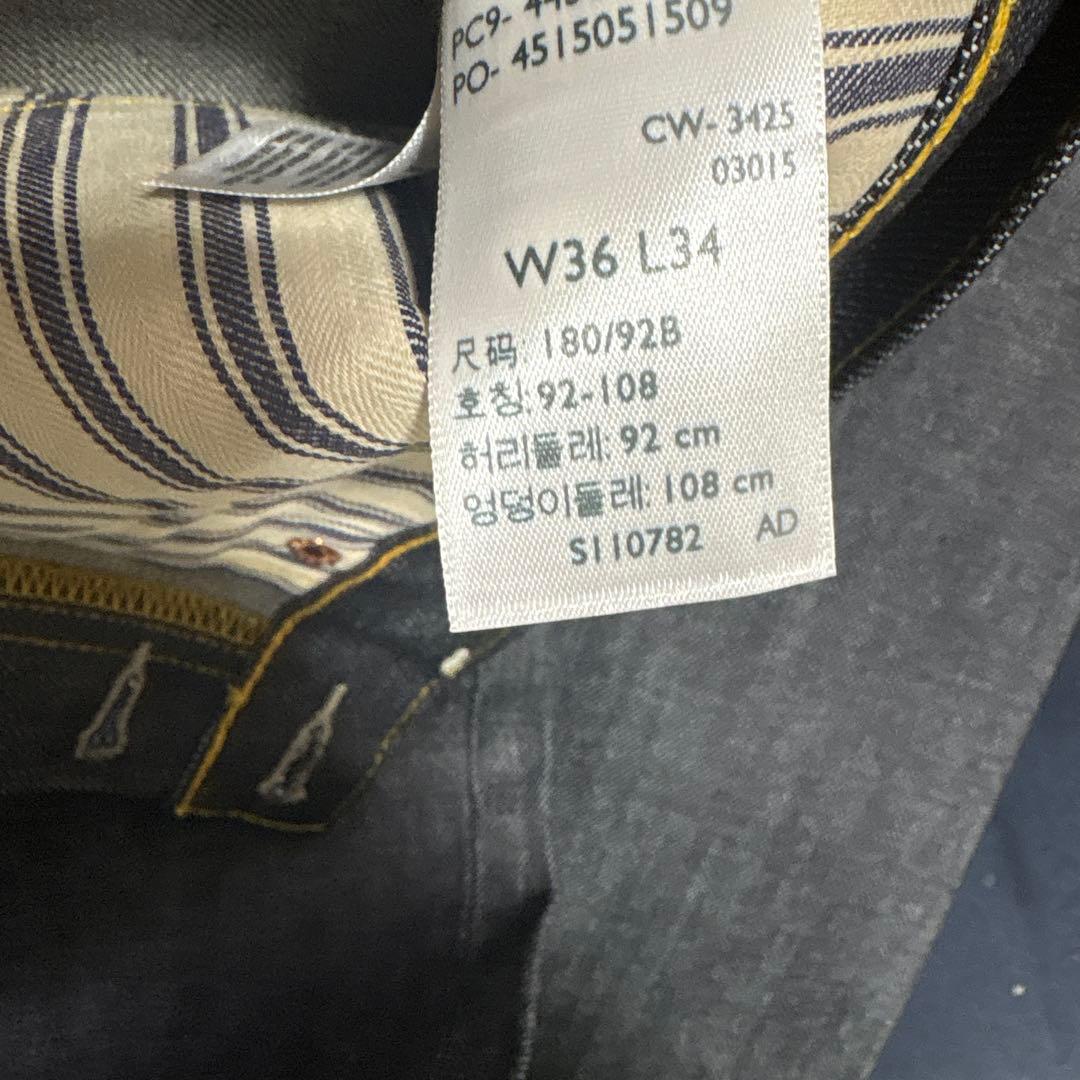 PC9-
PO- 4515051509
CW- 3425
03015
W36 L34
尺码: 180/92B
호칭: 92-108
허리둘레: 92 cm
엉덩이둘레: 108 cm
S110782 AD